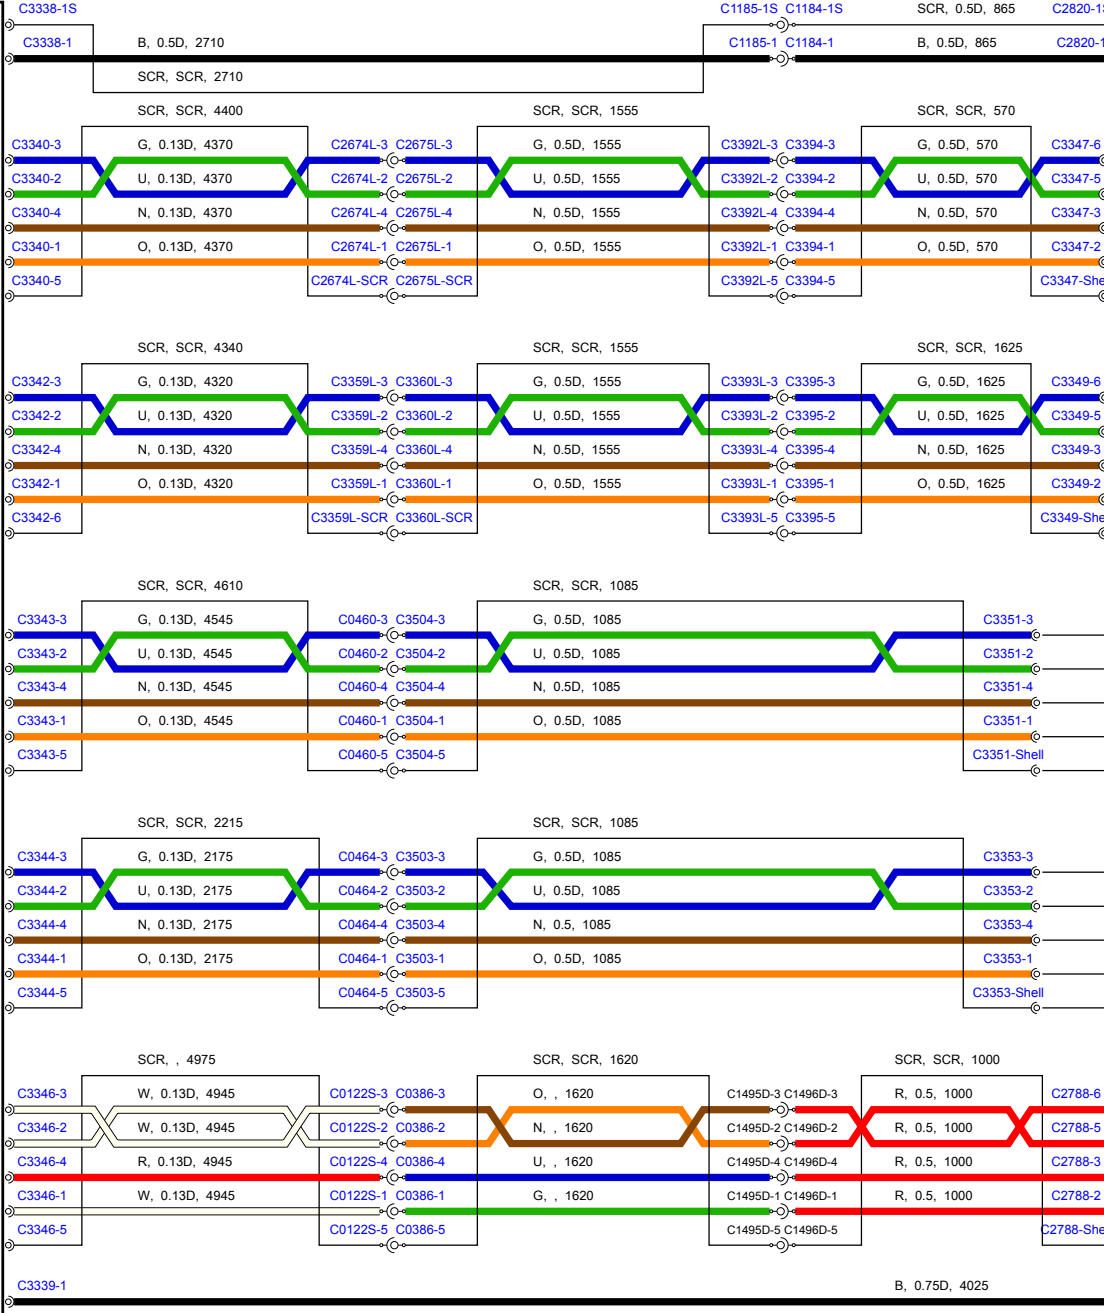 C3338-1S C1185-1S C1184-1S SCR, 0.5D, 865 C2820-1S
C3338-1 B, 0.5D, 2710 C1185-1 C1184-1 B, 0.5D, 865 C2820-1
SCR, SCR, 2710
SCR, SCR, 4400 SCR, SCR, 1555 SCR, SCR, 570
C3340-3 G, 0.13D, 4370 C2674L-3 C2675L-3 G, 0.5D, 1555 C3392L-3 C3394-3 G, 0.5D, 570 C3347-6
C3340-2 U, 0.13D, 4370 C2674L-2 C2675L-2 U, 0.5D, 1555 C3392L-2 C3394-2 U, 0.5D, 570 C3347-5
C3340-4 N, 0.13D, 4370 C2674L-4 C2675L-4 N, 0.5D, 1555 C3392L-4 C3394-4 N, 0.5D, 570 C3347-3
C3340-1 O, 0.13D, 4370 C2674L-1 C2675L-1 O, 0.5D, 1555 C3392L-1 C3394-1 O, 0.5D, 570 C3347-2
C3340-5 C2674L-SCR C2675L-SCR C3392L-5 C3394-5 C3347-She
SCR, SCR, 4340 SCR, SCR, 1555 SCR, SCR, 1625
C3342-3 G, 0.13D, 4320 C3359L-3 C3360L-3 G, 0.5D, 1555 C3393L-3 C3395-3 G, 0.5D, 1625 C3349-6
C3342-2 U, 0.13D, 4320 C3359L-2 C3360L-2 U, 0.5D, 1555 C3393L-2 C3395-2 U, 0.5D, 1625 C3349-5
C3342-4 N, 0.13D, 4320 C3359L-4 C3360L-4 N, 0.5D, 1555 C3393L-4 C3395-4 N, 0.5D, 1625 C3349-3
C3342-1 O, 0.13D, 4320 C3359L-1 C3360L-1 O, 0.5D, 1555 C3393L-1 C3395-1 O, 0.5D, 1625 C3349-2
C3342-6 C3359L-SCR C3360L-SCR C3393L-5 C3395-5 C3349-She
SCR, SCR, 4610 SCR, SCR, 1085
C3343-3 G, 0.13D, 4545 C0460-3 C3504-3 G, 0.5D, 1085 C3351-3
C3343-2 U, 0.13D, 4545 C0460-2 C3504-2 U, 0.5D, 1085 C3351-2
C3343-4 N, 0.13D, 4545 C0460-4 C3504-4 N, 0.5D, 1085 C3351-4
C3343-1 O, 0.13D, 4545 C0460-1 C3504-1 O, 0.5D, 1085 C3351-1
C3343-5 C0460-5 C3504-5 C3351-Shell
SCR, SCR, 2215 SCR, SCR, 1085
C3344-3 G, 0.13D, 2175 C0464-3 C3503-3 G, 0.5D, 1085 C3353-3
C3344-2 U, 0.13D, 2175 C0464-2 C3503-2 U, 0.5D, 1085 C3353-2
C3344-4 N, 0.13D, 2175 C0464-4 C3503-4 N, 0.5, 1085 C3353-4
C3344-1 O, 0.13D, 2175 C0464-1 C3503-1 O, 0.5D, 1085 C3353-1
C3344-5 C0464-5 C3503-5 C3353-Shell
SCR, , 4975 SCR, SCR, 1620 SCR, SCR, 1000
C3346-3 W, 0.13D, 4945 C0122S-3 C0386-3 O, , 1620 C1495D-3 C1496D-3 R, 0.5, 1000 C2788-6
C3346-2 W, 0.13D, 4945 C0122S-2 C0386-2 N, , 1620 C1495D-2 C1496D-2 R, 0.5, 1000 C2788-5
C3346-4 R, 0.13D, 4945 C0122S-4 C0386-4 U, , 1620 C1495D-4 C1496D-4 R, 0.5, 1000 C2788-3
C3346-1 W, 0.13D, 4945 C0122S-1 C0386-1 G, , 1620 C1495D-1 C1496D-1 R, 0.5, 1000 C2788-2
C3346-5 C0122S-5 C0386-5 C1495D-5 C1496D-5 C2788-She
C3339-1 B, 0.75D, 4025